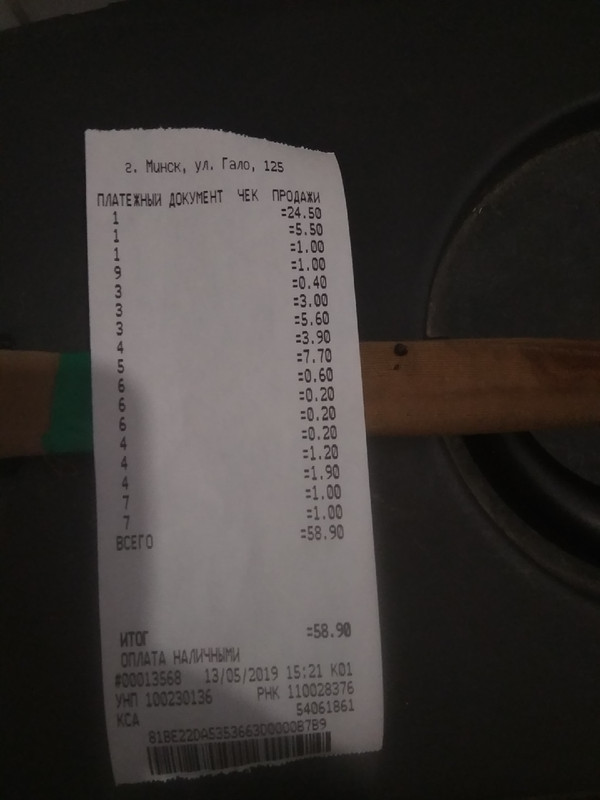 г. Минск, ул. Гало, 125
ПЛАТЕЖНЫЙ ДОКУМЕНТ ЧЕК ПРОДАЖИ
1 =24.50
1 =5.50
1 =1.00
9 =1.00
3 =0.40
3 =3.00
3 =5.60
4 =3.90
5 =7.70
6 =0.60
6 =0.20
6 =0.20
4 =0.20
4 =1.20
4 =1.90
7 =1.00
7 =1.00
ВСЕГО =58.90
ИТОГ =58.90
ОПЛАТА НАЛИЧНЫМИ
#00013568 13/05/2019 15:21 К01
УНП 100230136 РНК 110028376
КСА 54061861
81BE22DA5353663D0000B7B9